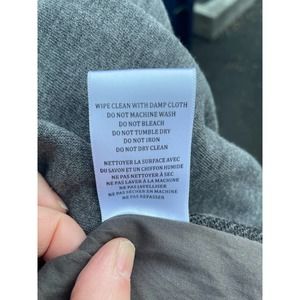 WIPE CLEAN WITH DAMP CLOTH
DO NOT MACHINE WASH
DO NOT BLEACH
DO NOT TUMBLE DRY
DO NOT IRON
DO NOT DRY CLEAN
NETTOYER LA SURFACE AVEC
DU SAVON ET UN CHIFFON HUMIDE
NE PAS NETTOYER À SEC
NE PAS LAVER À LA MACHINE
NE PAS JAVELLISER
NE PAS SÉCHER EN MACHINE
NE PAS REPASSER